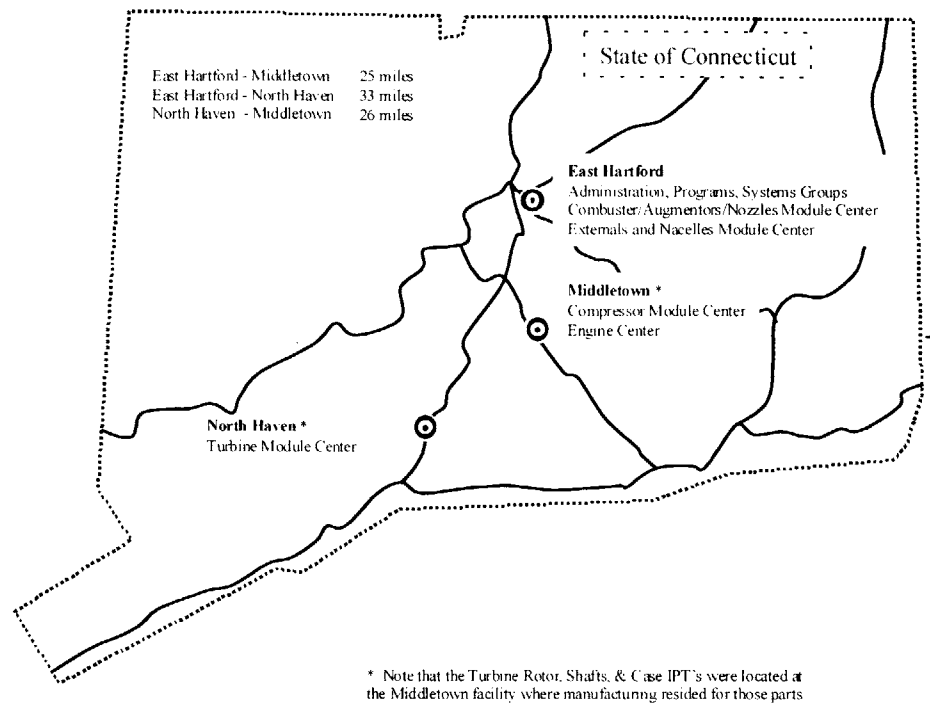 State of Connecticut
East Hartford - Middletown 25 miles
East Hartford - North Haven 33 miles
North Haven - Middletown 26 miles
East Hartford
Administration, Programs, Systems Groups
Combuster/Augmentors/Nozzles Module Center
Externals and Nacelles Module Center
Middletown *
Compressor Module Center
Engine Center
North Haven *
Turbine Module Center
* Note that the Turbine Rotor, Shafts, & Case IPT's were located at
the Middletown facility where manufacturing resided for those parts